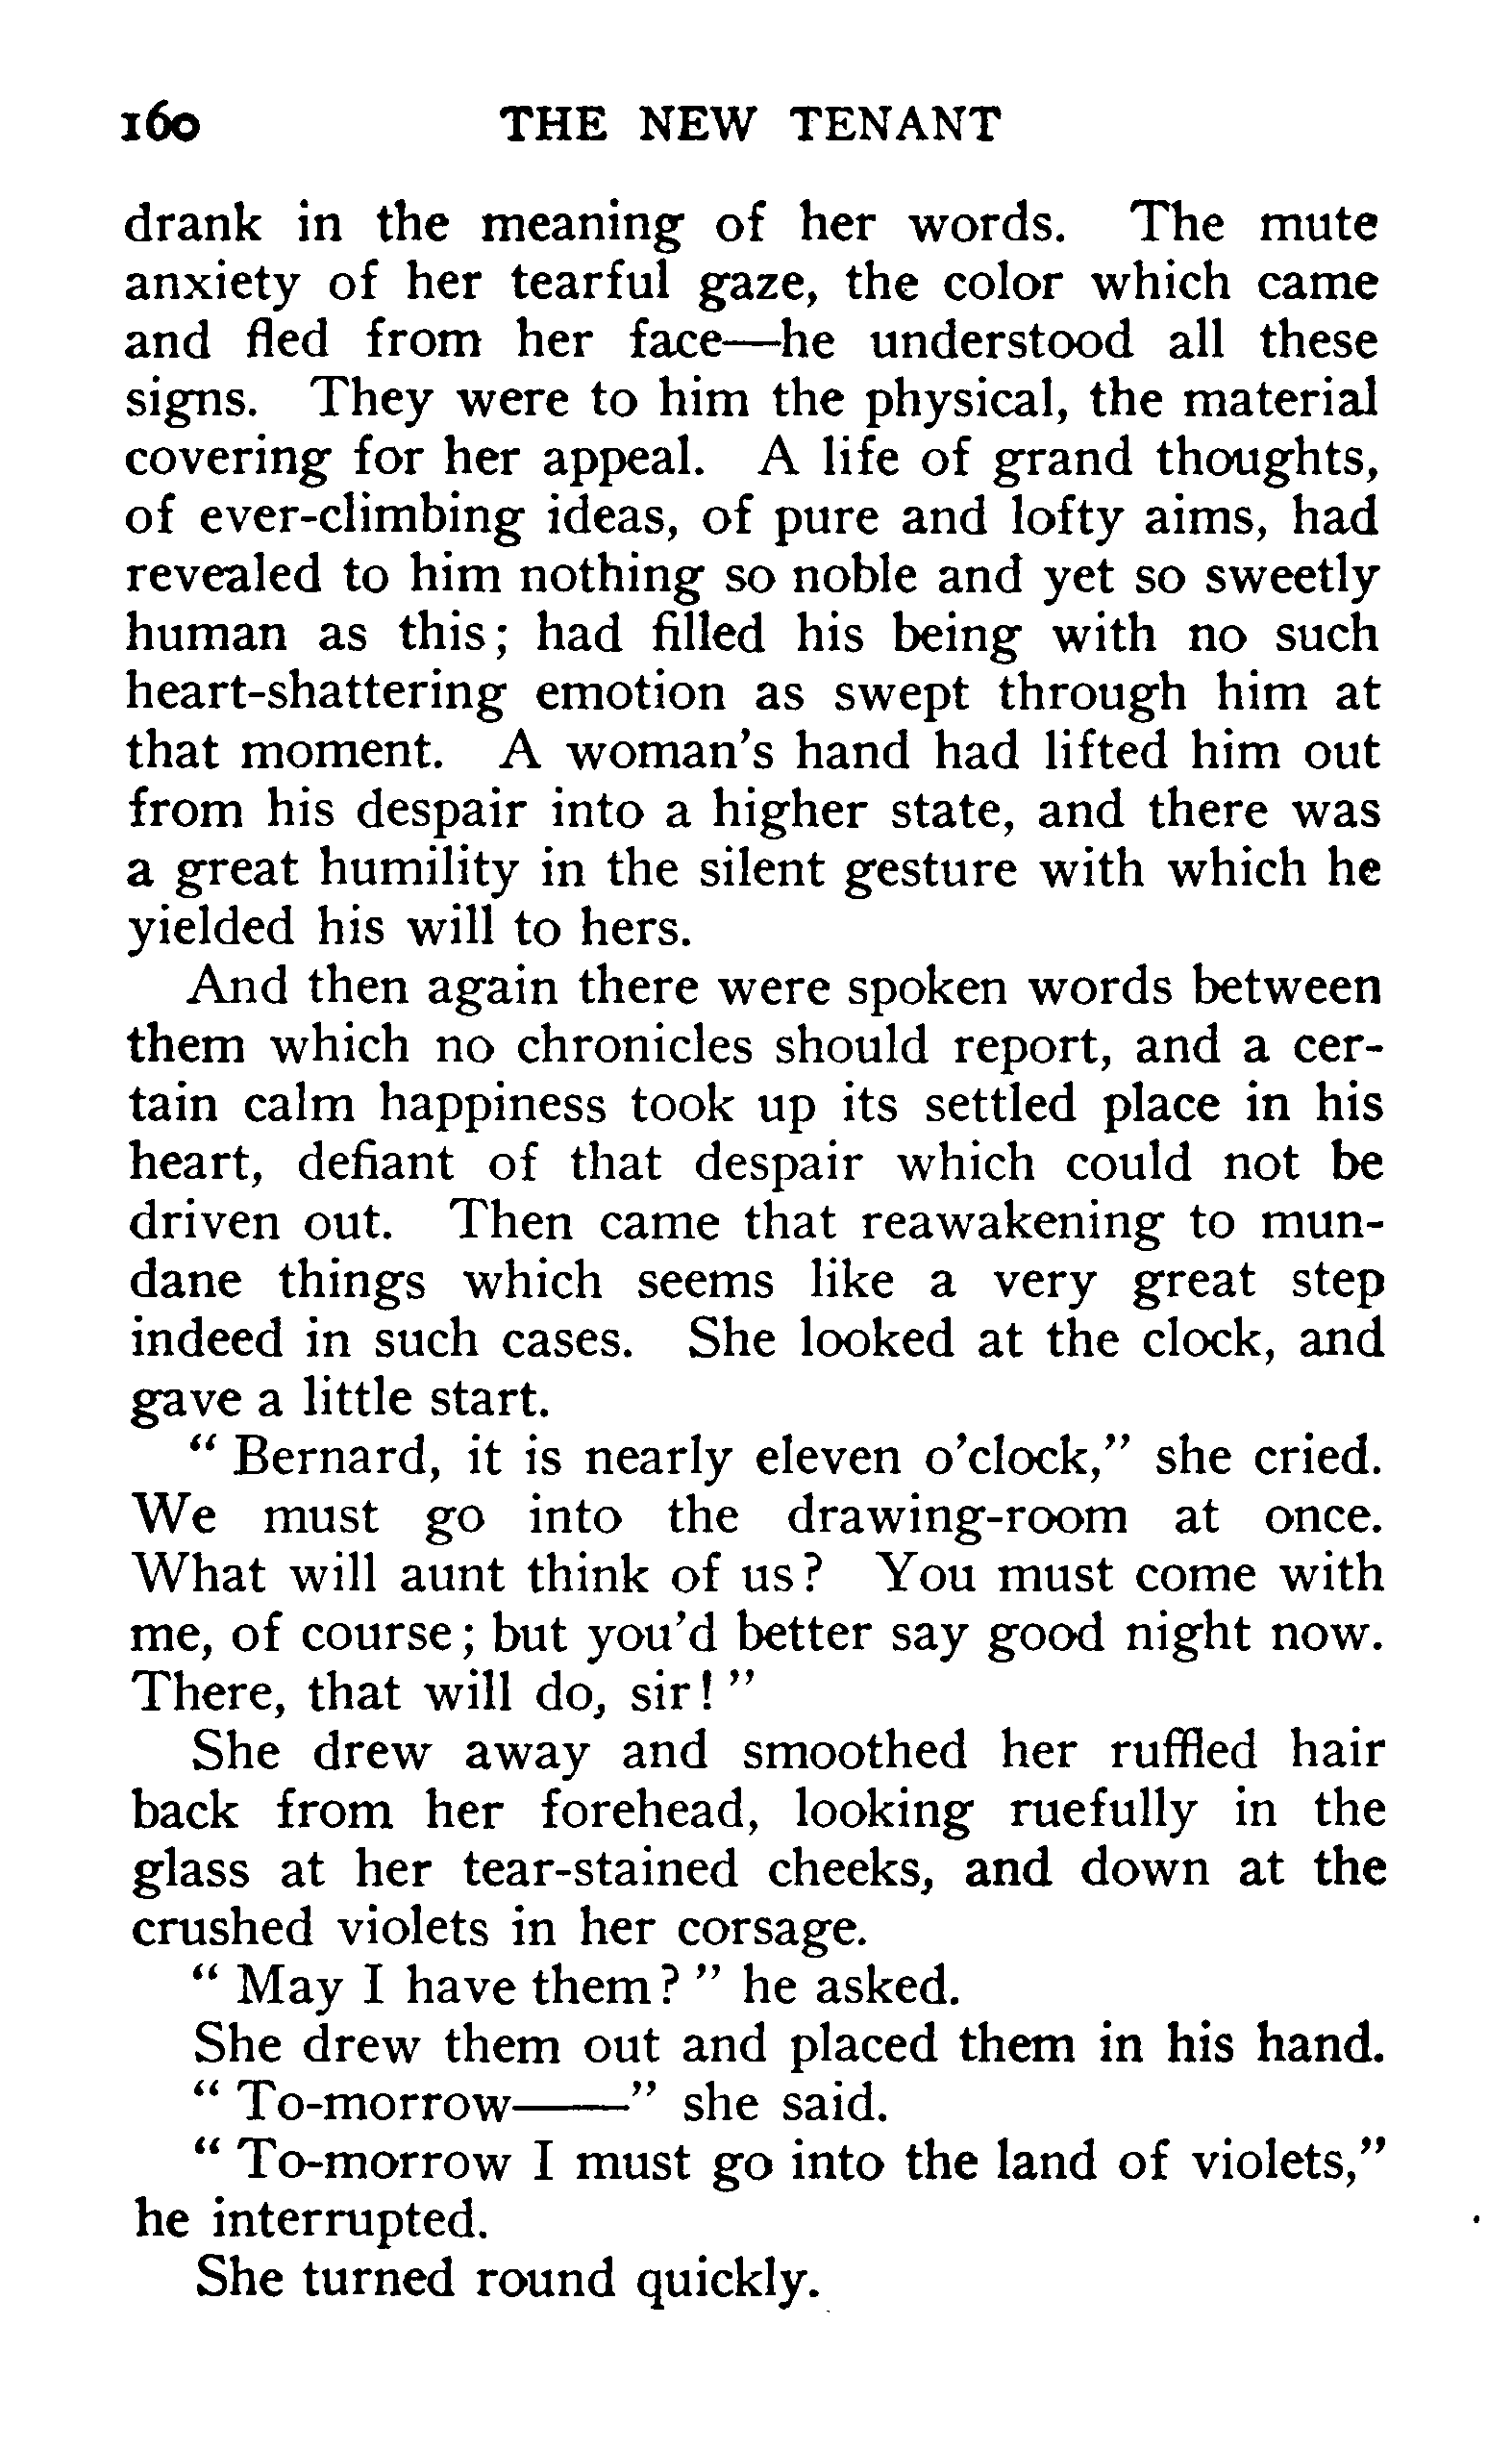 160 THE NEW TENANT
drank in the meaning of her words. The mute
anxiety of her tearful gaze, the color which came
and fled from her face—he understood all these
signs. They were to him the physical, the material
covering for her appeal. A life of grand thoughts,
of ever-climbing ideas, of pure and lofty aims, had
revealed to him nothing so noble and yet so sweetly
human as this; had filled his being with no such
heart-shattering emotion as swept through him at
that moment. A woman's hand had lifted him out
from his despair into a higher state, and there was
a great humility in the silent gesture with which he
yielded his will to hers.
And then again there were spoken words between
them which no chronicles should report, and a cer-
tain calm happiness took up its settled place in his
heart, defiant of that despair which could not be
driven out. Then came that reawakening to mun-
dane things which seems like a very great step
indeed in such cases. She looked at the clock, and
gave a little start.
“ Bernard, it is nearly eleven o'clock,” she cried.
We must go into the drawing-room at once.
What will aunt think of us? You must come with
me, of course; but you'd better say good night now.
There, that will do, sir! ”
She drew away and smoothed her ruffled hair
back from her forehead, looking ruefully in the
glass at her tear-stained cheeks, and down at the
crushed violets in her corsage.
“ May I have them? ” he asked.
She drew them out and placed them in his hand.
“ To-morrow——” she said.
“ To-morrow I must go into the land of violets,”
he interrupted.
She turned round quickly.